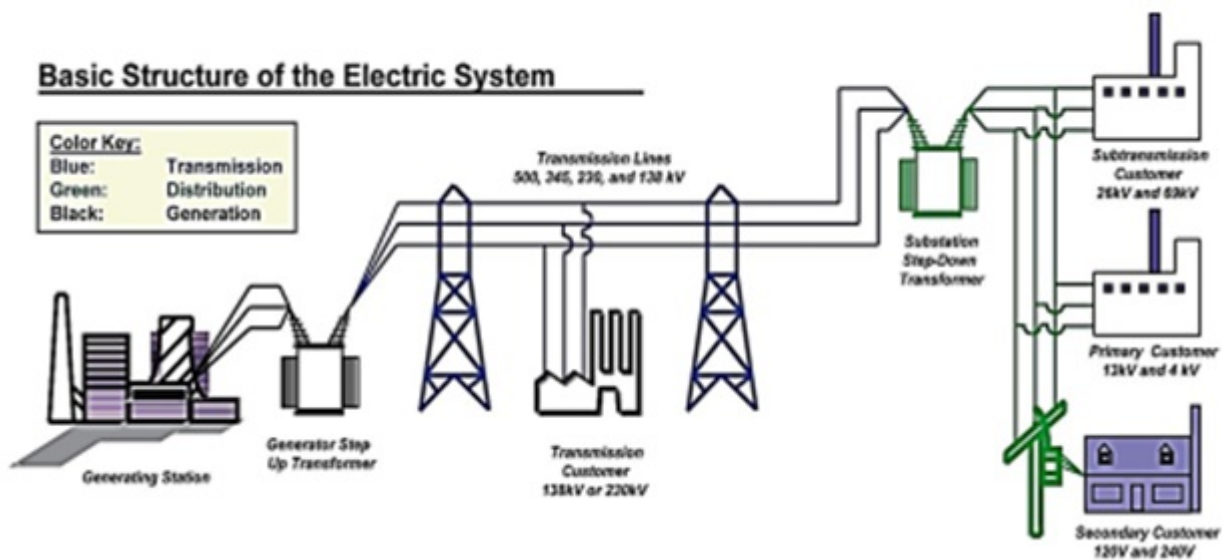 Basic Structure of the Electric System
Color Key:
Blue: Transmission
Green: Distribution
Black: Generation
Transmission Lines
500, 345, 230, and 138 kV
Subtransmission
Customer
26kV and 69kV
Substation
Step-Down
Transformer
Primary Customer
13kV and 4 kV
Generating Station
Generator Step
Up Transformer
Transmission
Customer
138kV or 230kV
Secondary Customer
120V and 240V